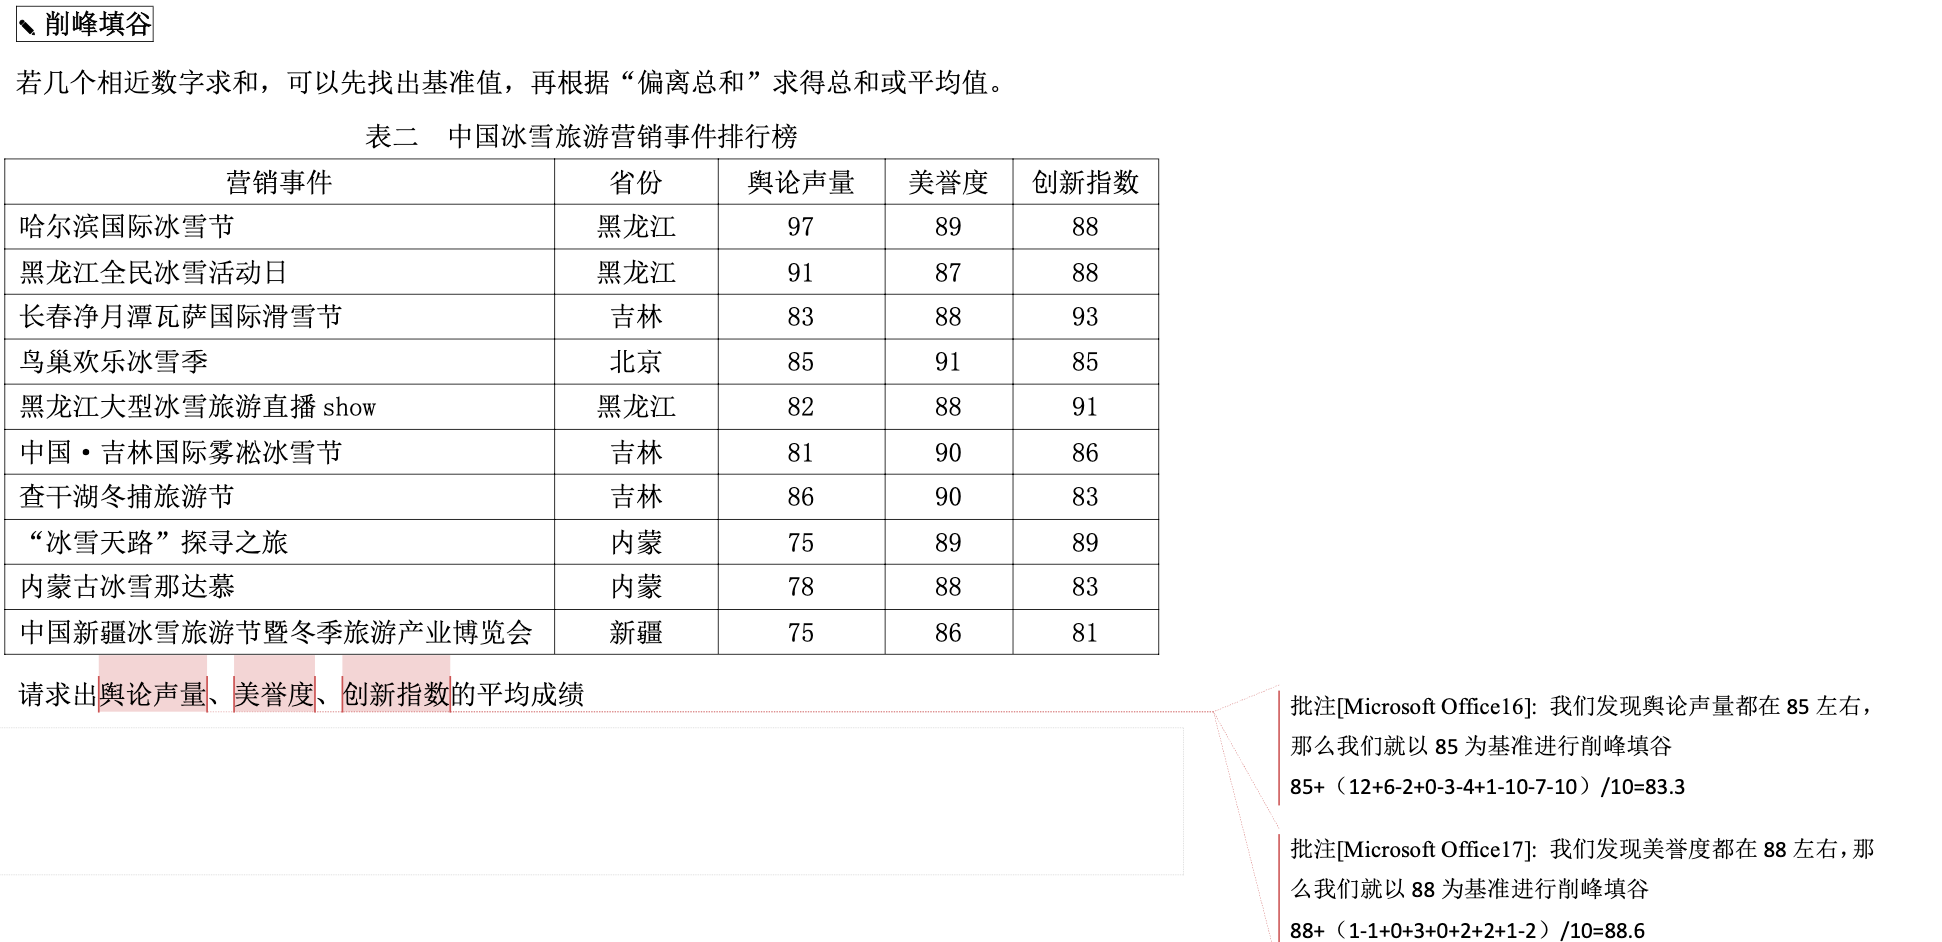 削峰填谷
若几个相近数字求和，可以先找出基准值，再根据“偏离总和”求得总和或平均值。
表二 中国冰雪旅游营销事件排行榜
营销事件 省份 舆论声量 美誉度 创新指数
哈尔滨国际冰雪节 黑龙江 97 89 88
黑龙江全民冰雪活动日 黑龙江 91 87 88
长春净月潭瓦萨国际滑雪节 吉林 83 88 93
鸟巢欢乐冰雪季 北京 85 91 85
黑龙江大型冰雪旅游直播 show 黑龙江 82 88 91
中国·吉林国际雾凇冰雪节 吉林 81 90 86
查干湖冬捕旅游节 吉林 86 90 83
“冰雪天路”探寻之旅 内蒙 75 89 89
内蒙古冰雪那达慕 内蒙 78 88 83
中国新疆冰雪旅游节暨冬季旅游产业博览会 新疆 75 86 81
请求出舆论声量、美誉度、创新指数的平均成绩
批注[Microsoft Office16]: 我们发现舆论声量都在 85 左右，
那么我们就以 85 为基准进行削峰填谷
85+（12+6-2+0-3-4+1-10-7-10）/10=83.3
批注[Microsoft Office17]: 我们发现美誉度都在 88 左右，那
么我们就以 88 为基准进行削峰填谷
88+（1-1+0+3+0+2+2+1-2）/10=88.6